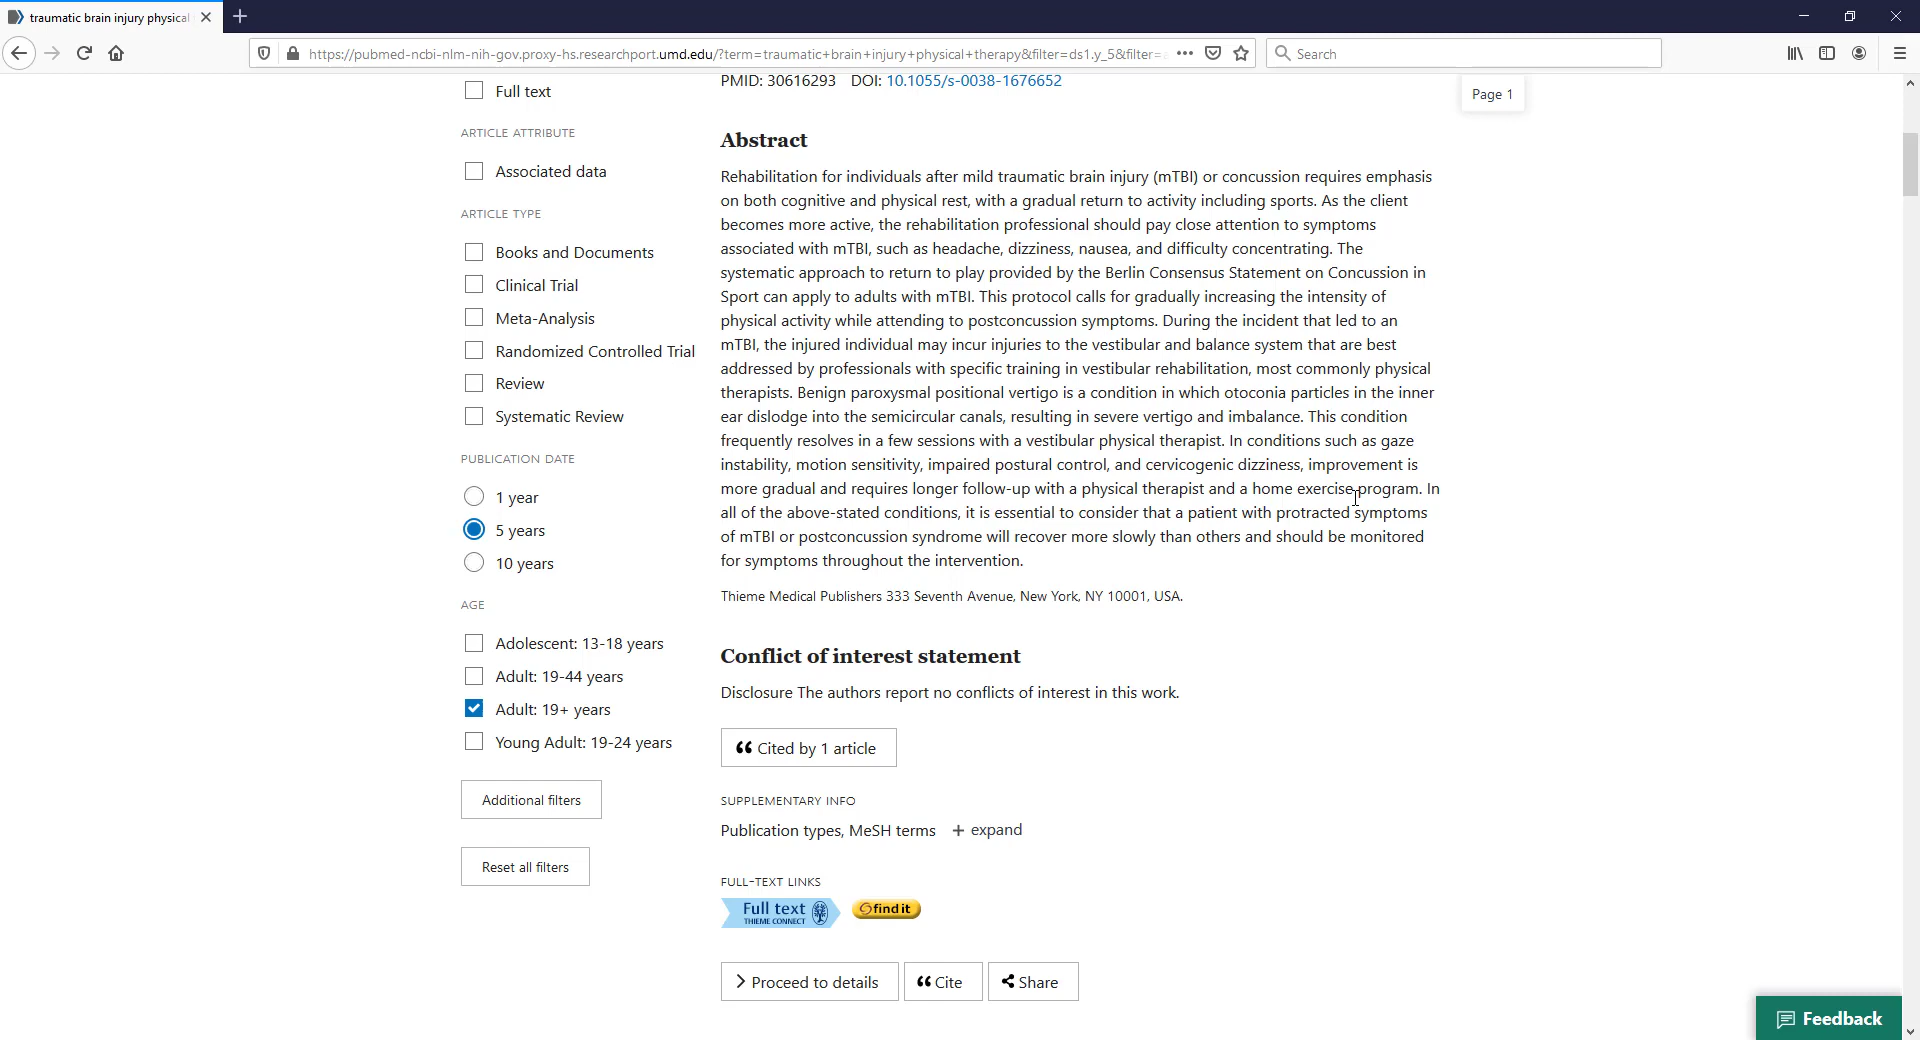 traumatic brain injury physical
https://pubmed-ncbi-nlm-nih-gov.proxy-hs.researchport.umd.edu/?term=traumatic+brain+injury+physical+therapy&filter=ds1.y_5&filter=
Search
Full text
ARTICLE ATTRIBUTE
Associated data
ARTICLE TYPE
Books and Documents
Clinical Trial
Meta-Analysis
Randomized Controlled Trial
Review
Systematic Review
PUBLICATION DATE
1 year
5 years
10 years
AGE
Adolescent: 13-18 years
Adult: 19-44 years
Adult: 19+ years
Young Adult: 19-24 years
Additional filters
Reset all filters
PMID: 30616293 DOI: 10.1055/s-0038-1676652
Page 1
Abstract
Rehabilitation for individuals after mild traumatic brain injury (mTBI) or concussion requires emphasis
on both cognitive and physical rest, with a gradual return to activity including sports. As the client
becomes more active, the rehabilitation professional should pay close attention to symptoms
associated with mTBI, such as headache, dizziness, nausea, and difficulty concentrating. The
systematic approach to return to play provided by the Berlin Consensus Statement on Concussion in
Sport can apply to adults with mTBI. This protocol calls for gradually increasing the intensity of
physical activity while attending to postconcussion symptoms. During the incident that led to an
mTBI, the injured individual may incur injuries to the vestibular and balance system that are best
addressed by professionals with specific training in vestibular rehabilitation, most commonly physical
therapists. Benign paroxysmal positional vertigo is a condition in which otoconia particles in the inner
ear dislodge into the semicircular canals, resulting in severe vertigo and imbalance. This condition
frequently resolves in a few sessions with a vestibular physical therapist. In conditions such as gaze
instability, motion sensitivity, impaired postural control, and cervicogenic dizziness, improvement is
more gradual and requires longer follow-up with a physical therapist and a home exercise program. In
all of the above-stated conditions, it is essential to consider that a patient with protracted symptoms
of mTBI or postconcussion syndrome will recover more slowly than others and should be monitored
for symptoms throughout the intervention.
Thieme Medical Publishers 333 Seventh Avenue, New York, NY 10001, USA.
Conflict of interest statement
Disclosure The authors report no conflicts of interest in this work.
Cited by 1 article
SUPPLEMENTARY INFO
Publication types, MeSH terms + expand
FULL-TEXT LINKS
Full text
THIEME CONNECT
find it
Proceed to details
Cite
Share
Feedback